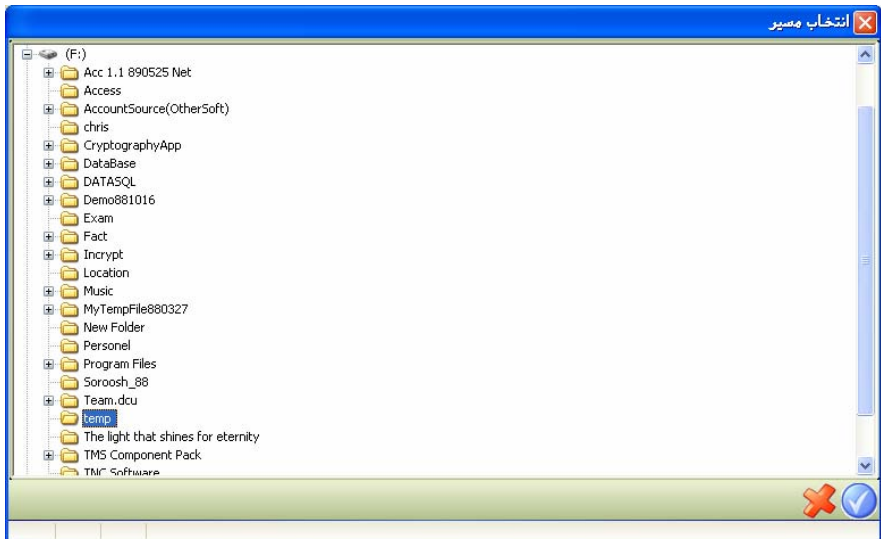 انتخاب مسیر
(F:)
Acc 1.1 890525 Net
Access
AccountSource(OtherSoft)
chris
CryptographyApp
DataBase
DATASQL
Demo881016
Exam
Fact
Incrypt
Location
Music
MyTempFile880327
New Folder
Personel
Program Files
Soroosh_88
Team.dcu
temp
The light that shines for eternity
TMS Component Pack
TNC Software